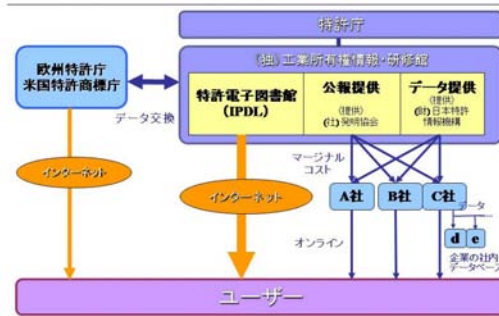 特許庁
(独)工業所有権情報・研修館
欧州特許庁
米国特許商標庁
データ交換
特許電子図書館
(IPDL)
公報提供
(提供)
(社)発明協会
データ提供
(提供)
(財)日本特許
情報機構
マージナル
コスト
インターネット
インターネット
A社
B社
C社
データ
d
e
オンライン
企業の社内
データベース
ユーザー